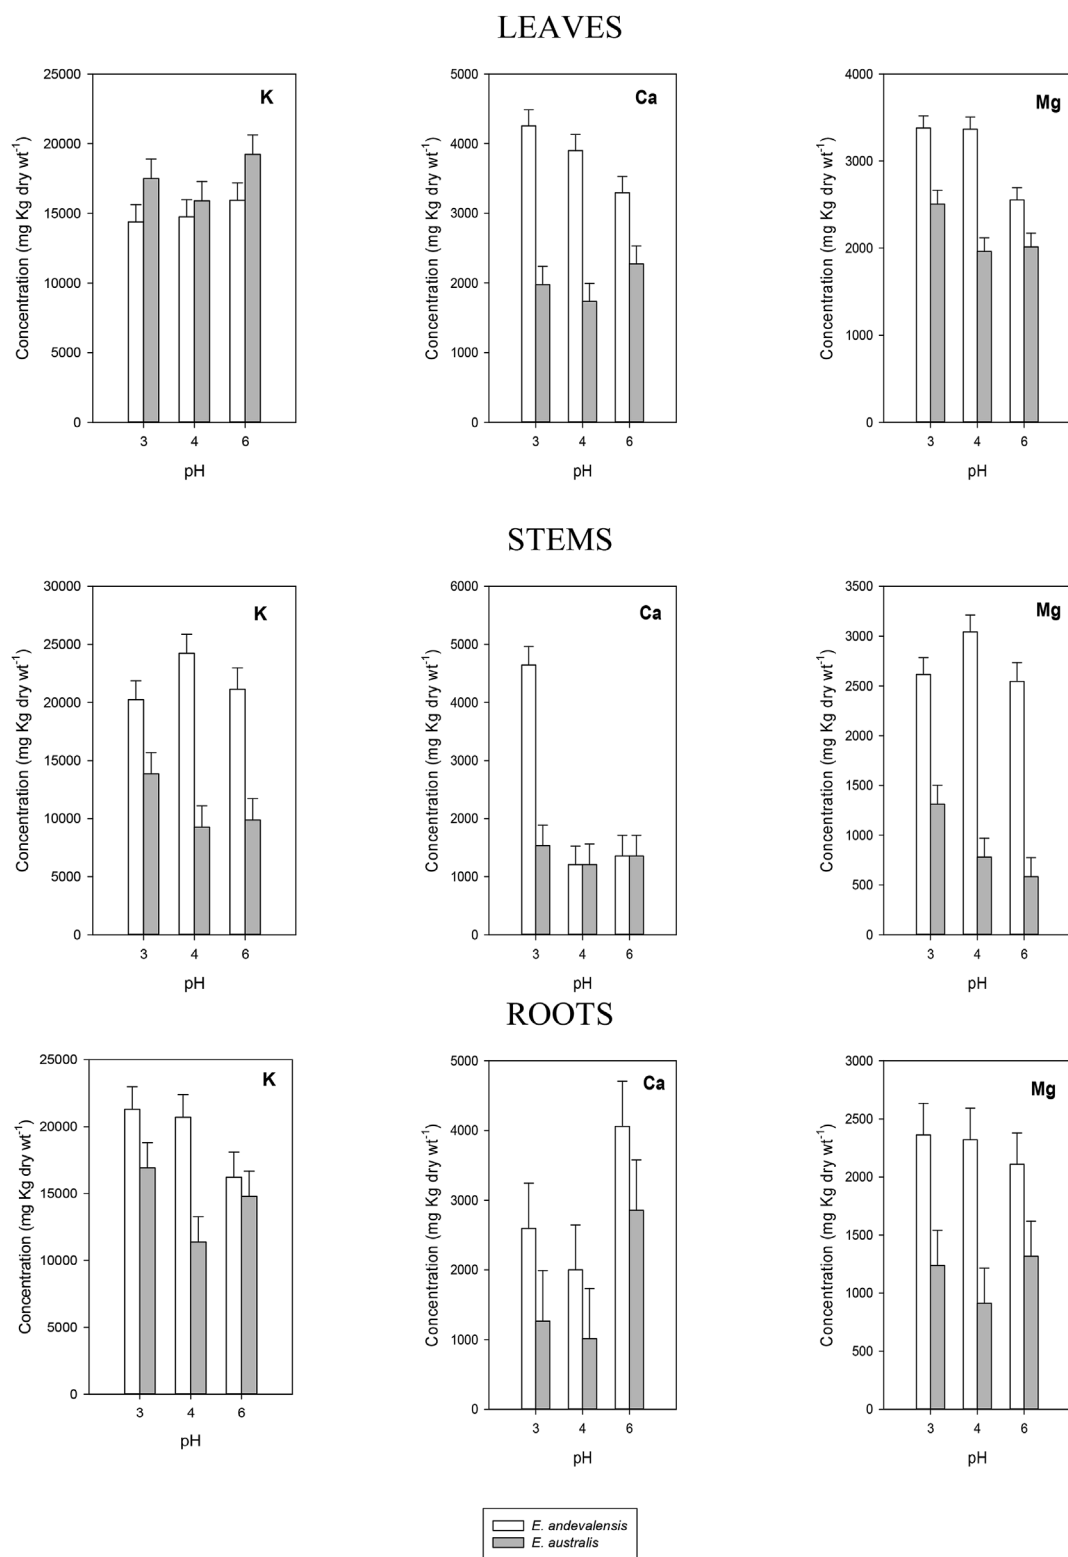 LEAVES
K
Concentration (mg Kg dry wt-1)
25000
20000
15000
10000
5000
0
3 4 6
pH
Ca
Concentration (mg Kg dry wt-1)
5000
4000
3000
2000
1000
0
3 4 6
pH
Mg
Concentration (mg Kg dry wt-1)
4000
3000
2000
1000
0
3 4 6
pH
STEMS
K
Concentration (mg Kg dry wt-1)
30000
25000
20000
15000
10000
5000
0
3 4 6
pH
Ca
Concentration (mg Kg dry wt-1)
6000
5000
4000
3000
2000
1000
0
3 4 6
pH
Mg
Concentration (mg Kg dry wt-1)
3500
3000
2500
2000
1500
1000
500
0
3 4 6
pH
ROOTS
K
Concentration (mg Kg dry wt-1)
25000
20000
15000
10000
5000
0
3 4 6
pH
Ca
Concentration (mg Kg dry wt-1)
5000
4000
3000
2000
1000
0
3 4 6
pH
Mg
Concentration (mg Kg dry wt-1)
3000
2500
2000
1500
1000
500
0
3 4 6
pH
E. andevalensis
E. australis